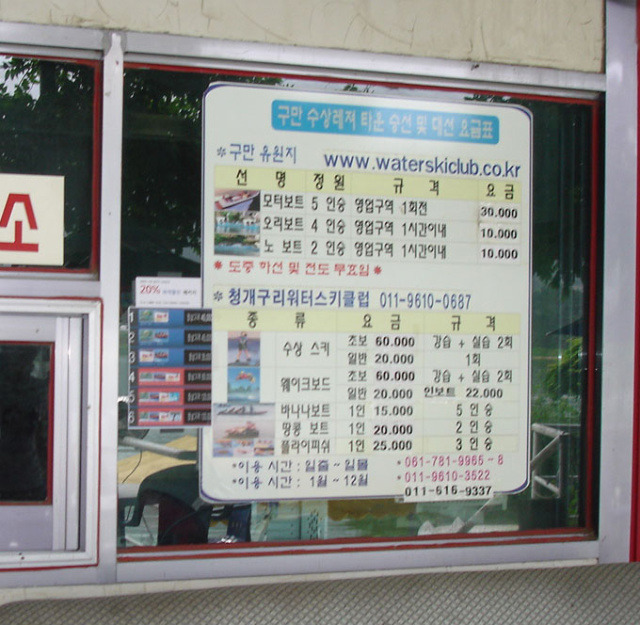 구만 수상레져 타운 승선 및 대선 요금표
*구만 유원지 www.waterskiclub.co.kr
선 명 정 원 규 격 요 금
모터보트 5 인승 영업구역 1회전 30.000
오리보트 4 인승 영업구역 1시간이내 10.000
노 보트 2 인승 영업구역 1시간이내 10.000
* 도중 하선 및 전도 무효임 *
* 청개구리워터스키클럽 011-9610-0687
종 류 요 금 규 격
수상 스키 초보 60.000 강습 + 실습 2회
일반 20.000 1회
웨이크보드 초보 60.000 강습 + 실습 2회
일반 20.000 인보트 22.000
바나나보트 1인 15.000 5 인 승
땅콩 보트 1인 20.000 2 인 승
플라이피쉬 1인 25.000 3 인 승
*이용 시간 : 일출 ~ 일몰 * 061-781-9965 ~ 8
*이용 시간 : 1월 ~ 12월 * 011-9610-3522
011-616-9337
소
20%
1
2
3
4
5
6